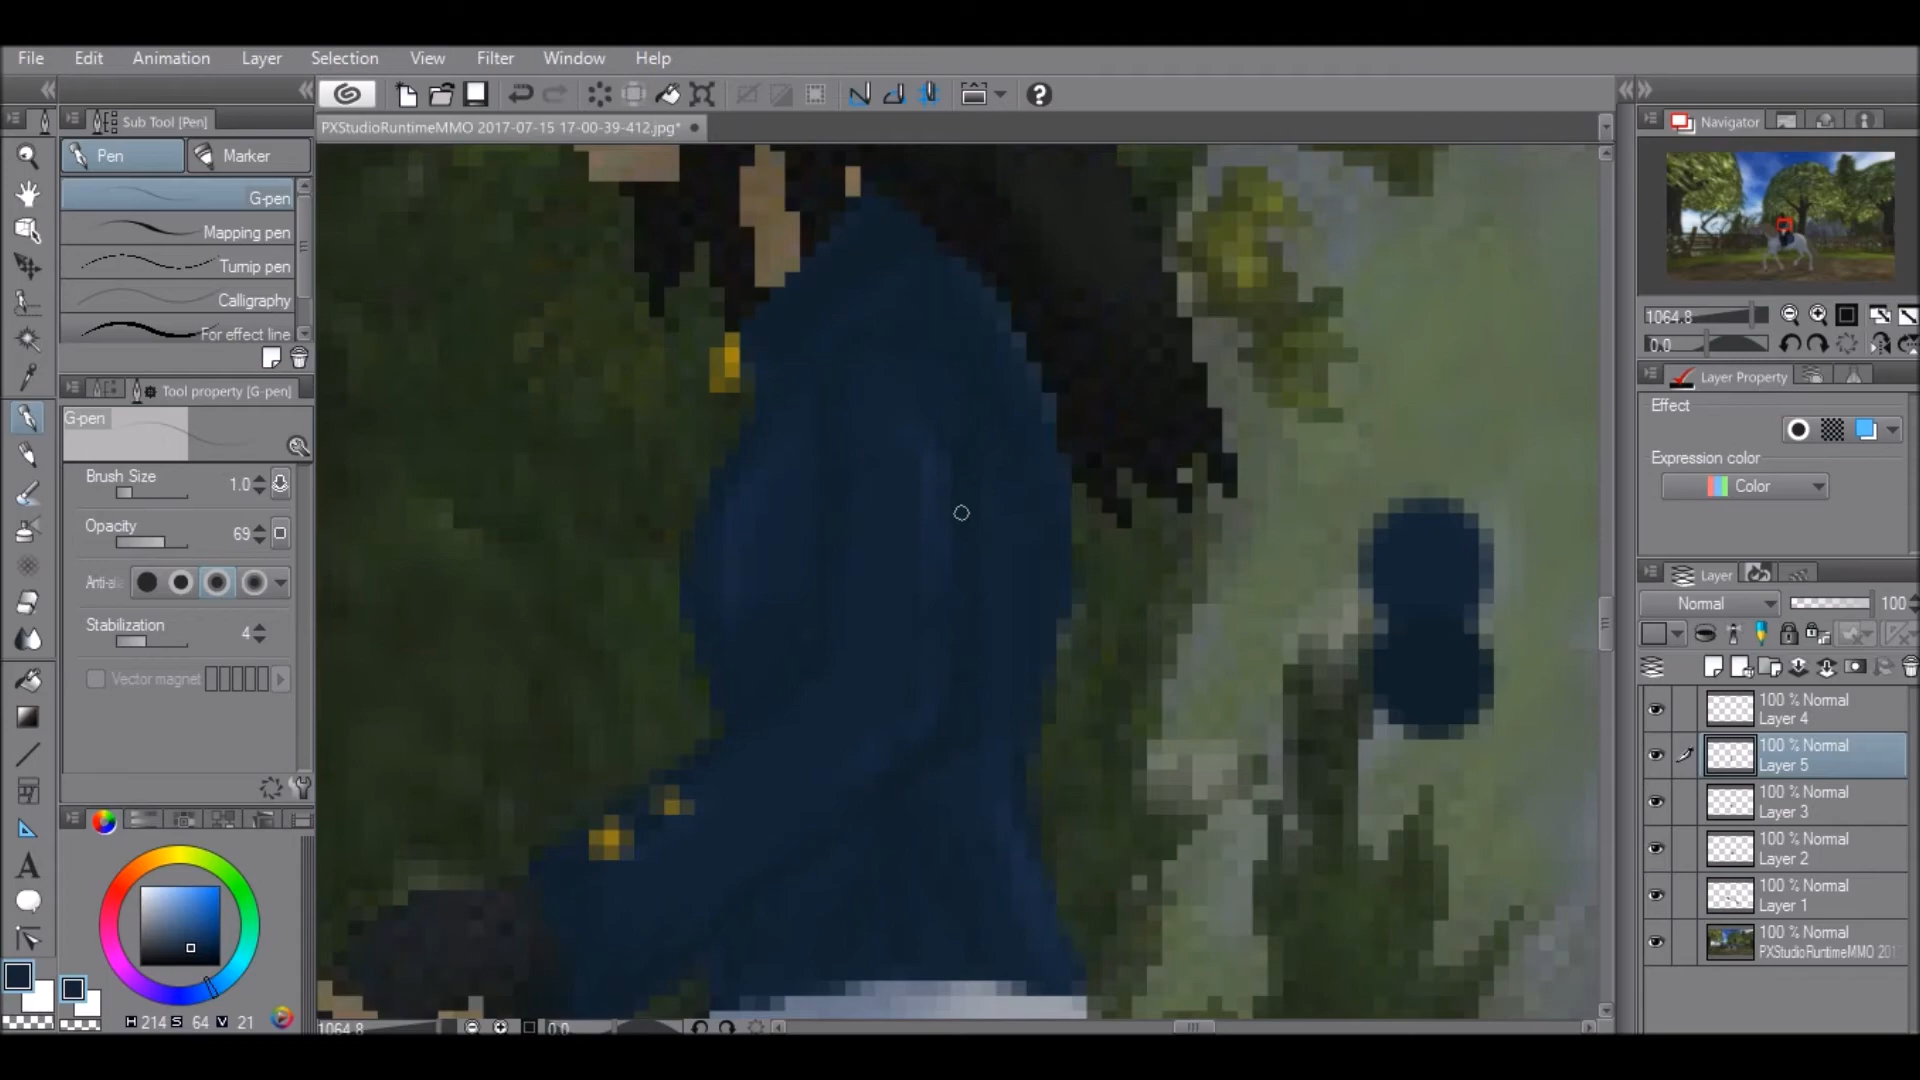 File Edit Animation Layer Selection View Filter Window Help
Sub Tool [Pen]
PXStudioRuntimeMMO 2017-07-15 17-00-39-412.jpg*
Navigator
Pen Marker
G-pen
Mapping pen
Turnip pen
Calligraphy
For effect line
1064.8
0.0
Tool property [G-pen]
Layer Property
G-pen
Effect
Expression color
Color
Brush Size 1.0
Opacity 69
Stabilization 4
Vector magnet
Layer
Normal 100
100 % Normal
Layer 4
100 % Normal
Layer 5
100 % Normal
Layer 3
100 % Normal
Layer 2
100 % Normal
Layer 1
100 % Normal
PXStudioRuntimeMMO 201
H 214 S 64 V 21
1064.8 0.0
A